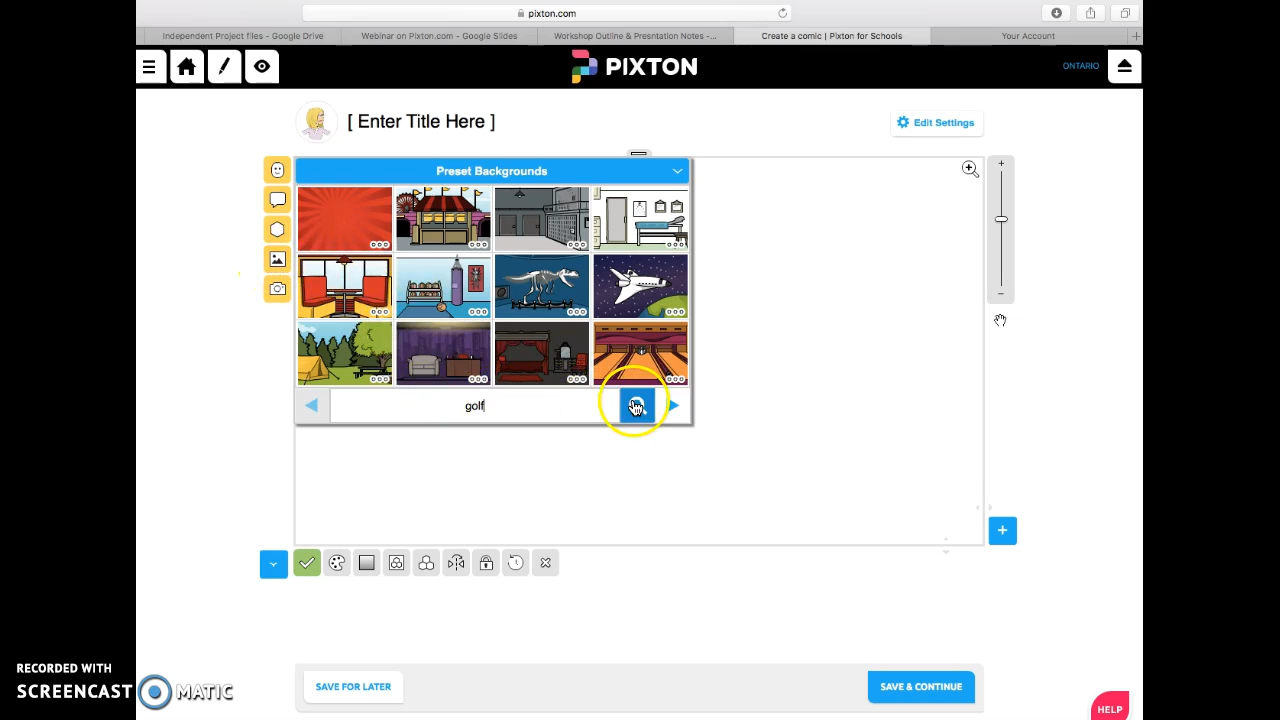 pixton.com
Independent Project files - Google Drive
Webinar on Pixton.com - Google Slides
Workshop Outline & Presntation Notes -...
Create a comic | Pixton for Schools
Your Account
PIXTON
ONTARIO
[ Enter Title Here ]
Edit Settings
Preset Backgrounds
golf
SAVE FOR LATER
SAVE & CONTINUE
HELP
RECORDED WITH
SCREENCAST MATIC